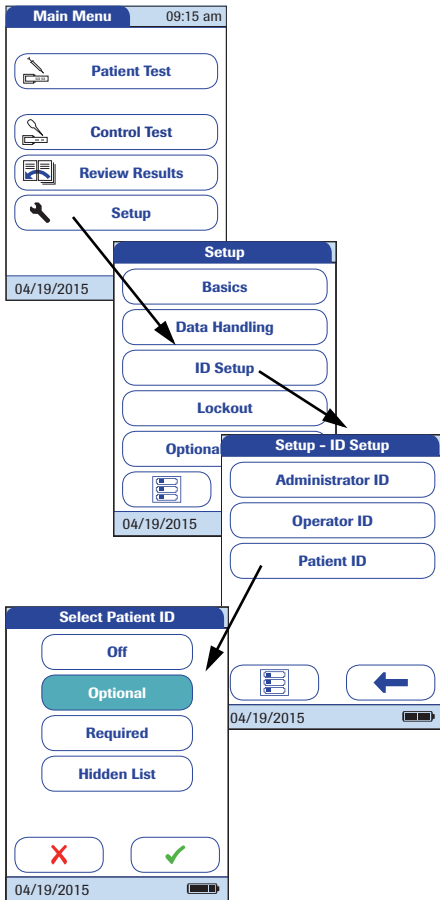 Main Menu
09:15 am
Patient Test
Control Test
Review Results
Setup
04/19/2015
Setup
Basics
Data Handling
ID Setup
Lockout
Optional
04/19/2015
Setup - ID Setup
Administrator ID
Operator ID
Patient ID
04/19/2015
Select Patient ID
Off
Optional
Required
Hidden List
04/19/2015